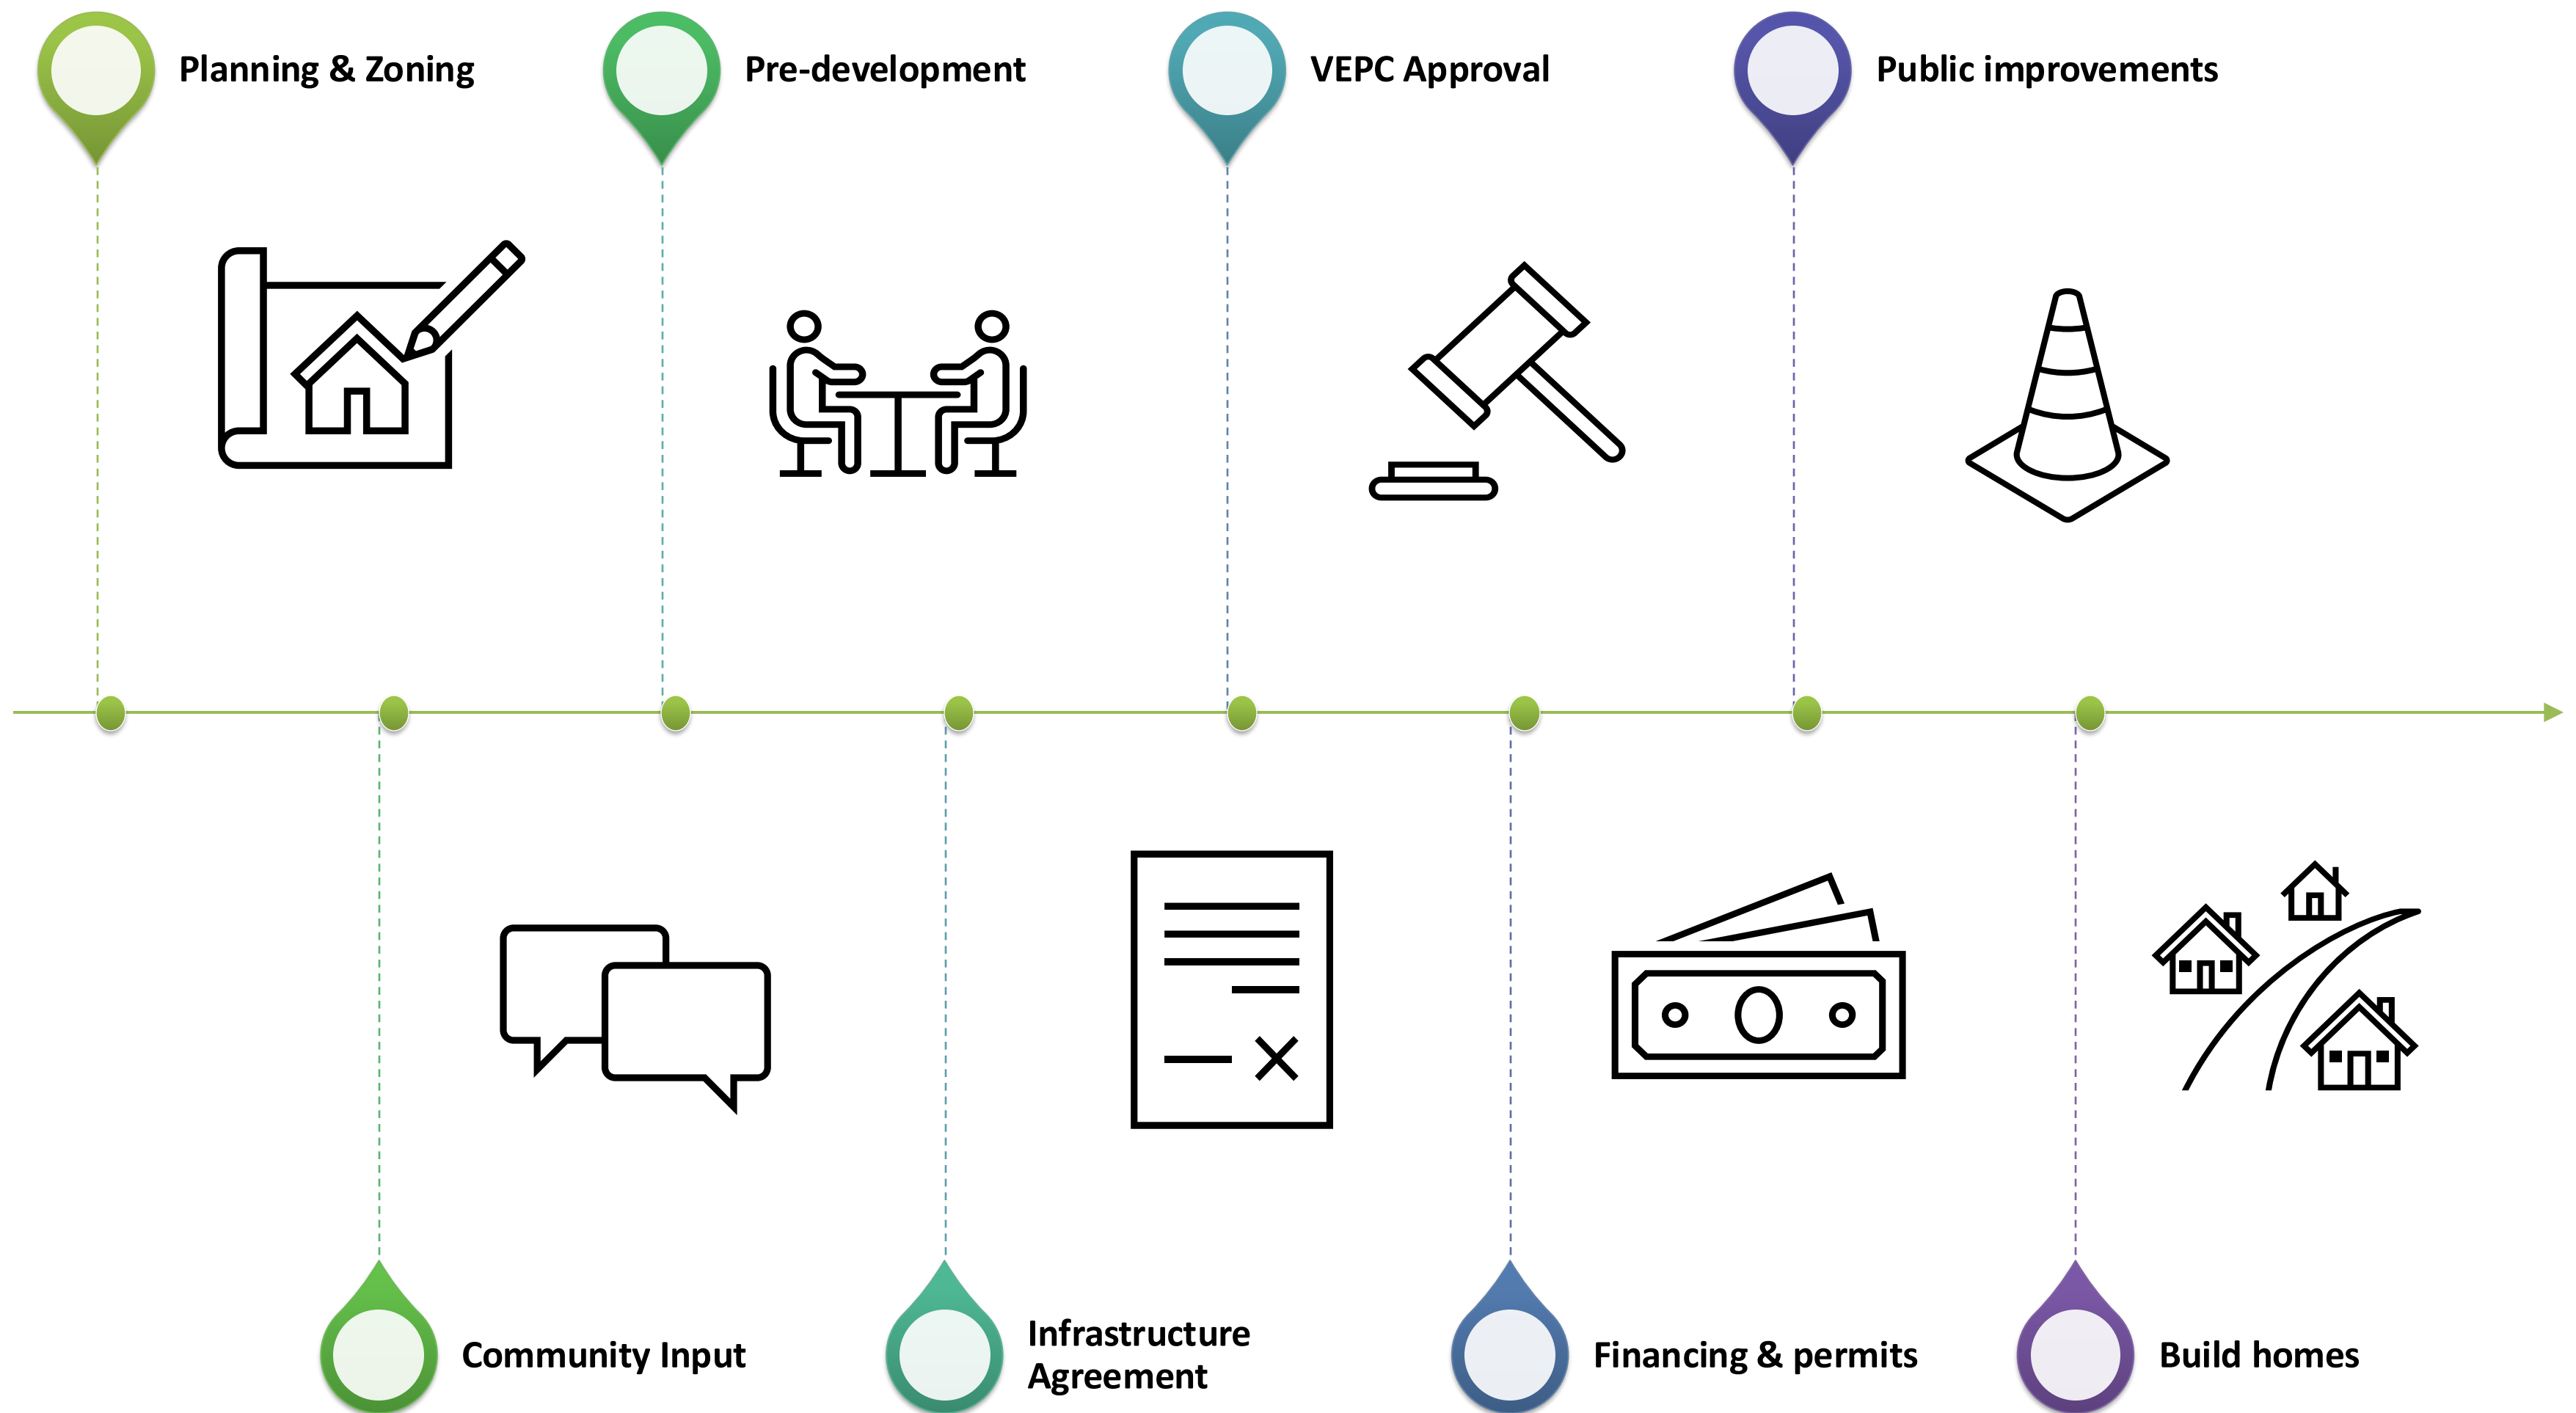 Planning & Zoning
Pre-development
VEPC Approval
Public improvements
Community Input
Infrastructure
Agreement
Financing & permits
Build homes